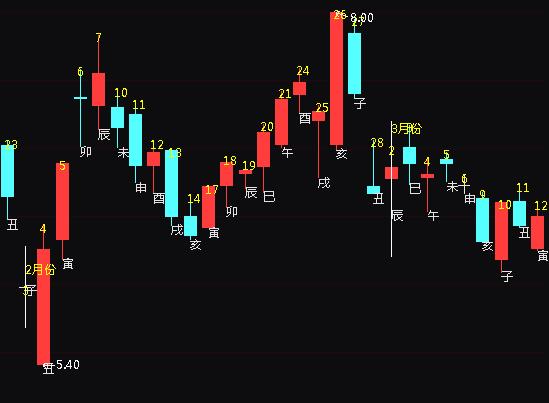 23
丑
2月份
3
子
4
丑
5.40
5
寅
6
卯
7
辰
10
未
11
申
12
酉
13
戌
14
亥
17
寅
18
卯
19
辰
20
巳
21
午
24
酉
25
戌
26
亥
8.00
27
子
28
丑
3月份
2
辰
3
巳
4
午
5
未
6
申
9
亥
10
子
11
丑
12
寅